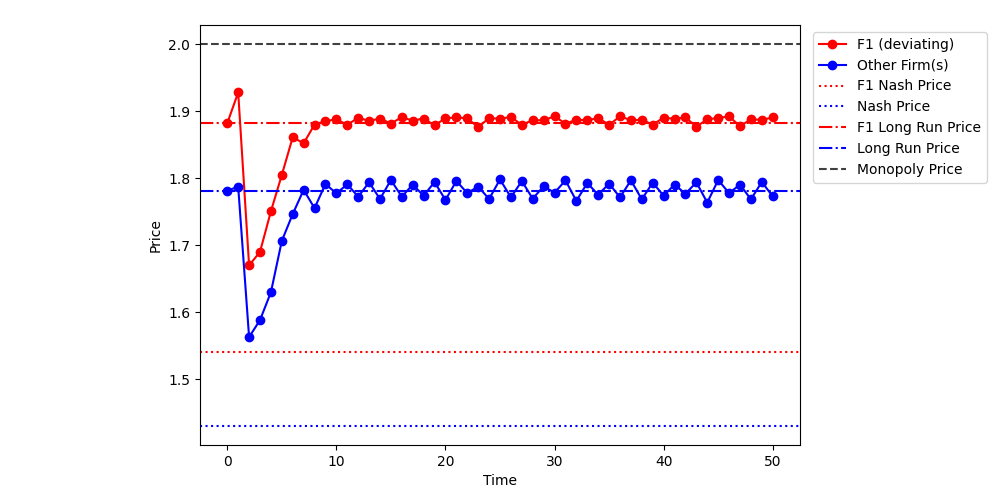 2.0
1.9
1.8
1.7
1.6
1.5
Price
0
10
20
30
40
50
Time
F1 (deviating)
Other Firm(s)
F1 Nash Price
Nash Price
F1 Long Run Price
Long Run Price
Monopoly Price